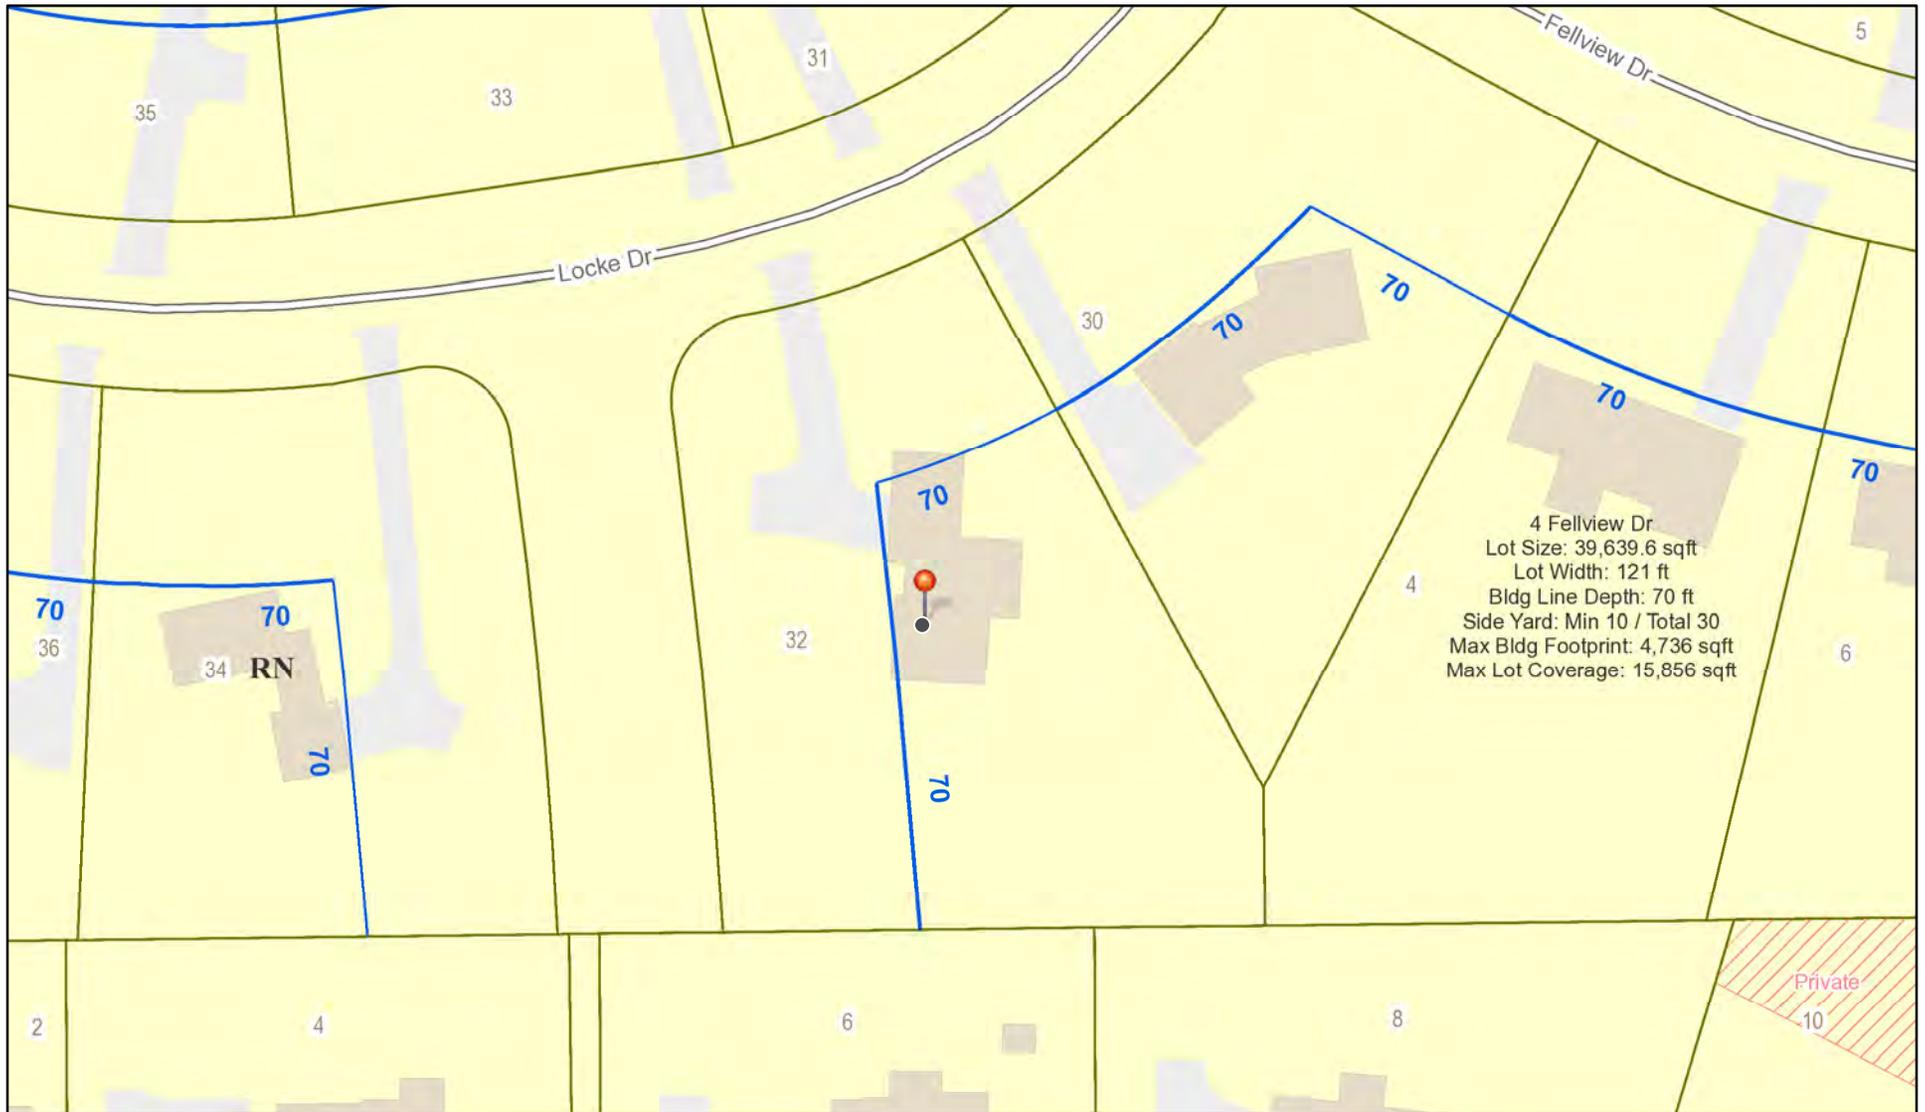 35
33
31
5
Fellview Dr
Locke Dr
30
70
70
70
70
70
36
70
34
RN
70
32
70
70
4
4 Fellview Dr
Lot Size: 39,639.6 sqft
Lot Width: 121 ft
Bldg Line Depth: 70 ft
Side Yard: Min 10 / Total 30
Max Bldg Footprint: 4,736 sqft
Max Lot Coverage: 15,856 sqft
6
2
4
6
8
Private
10